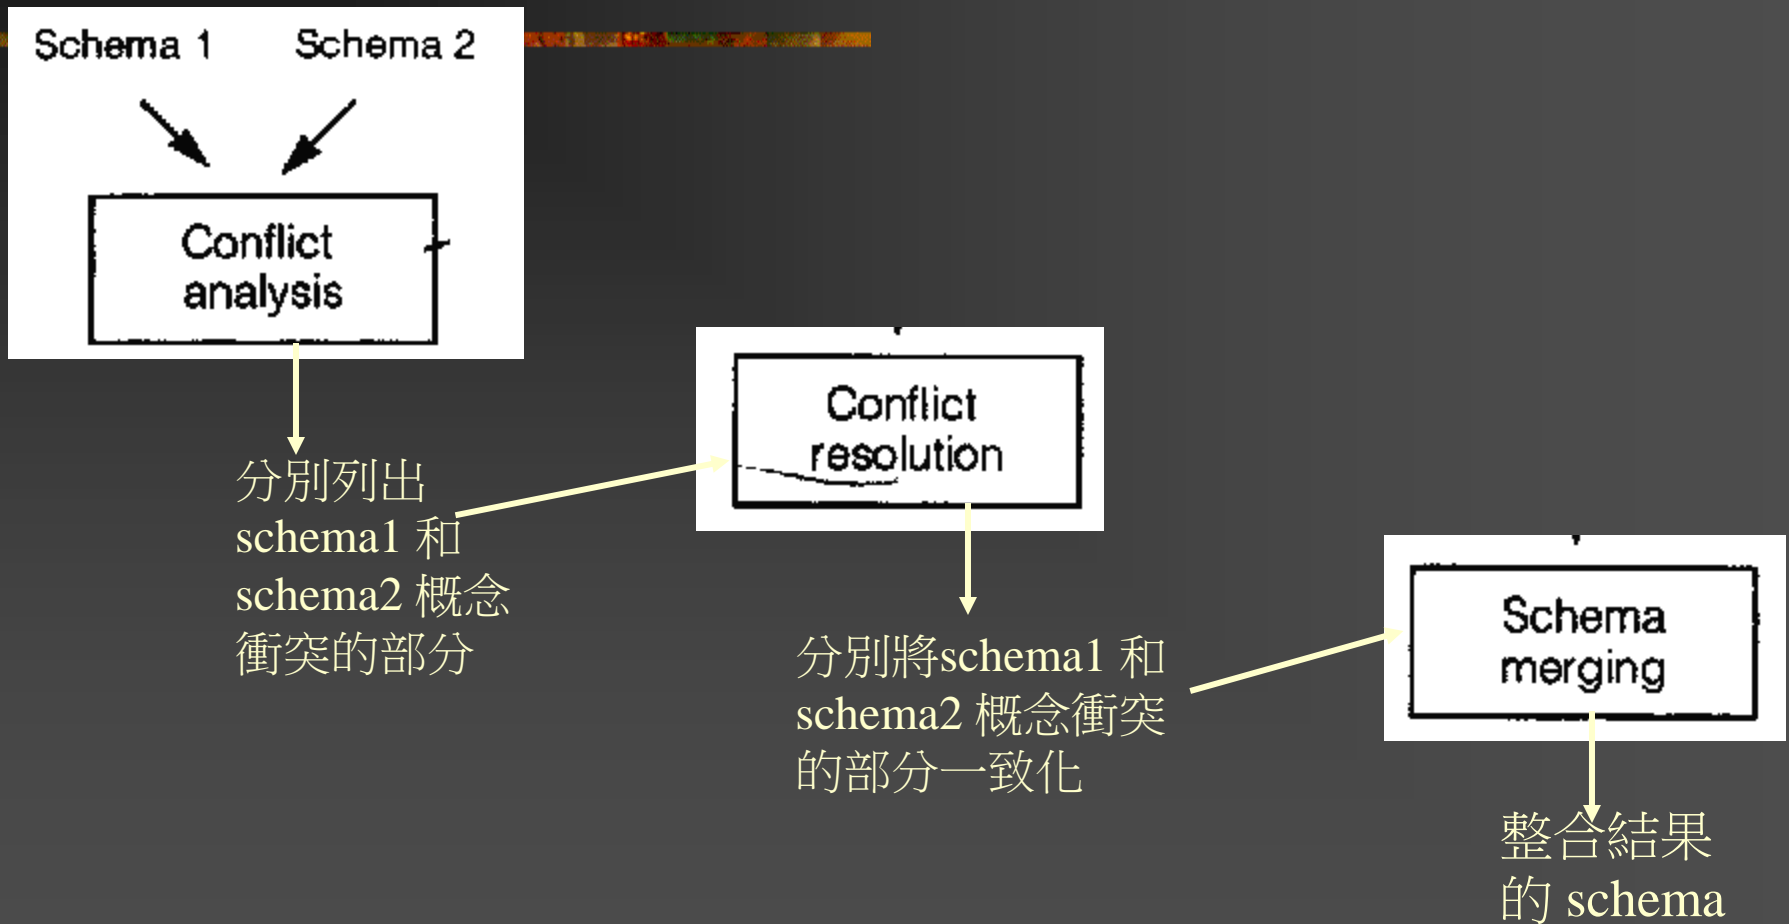 Schema 1 Schema 2
Conflict
analysis
分別列出
schema1 和
schema2 概念
衝突的部分
Conflict
resolution
分別將schema1 和
schema2 概念衝突
的部分一致化
Schema
merging
整合結果
的 schema